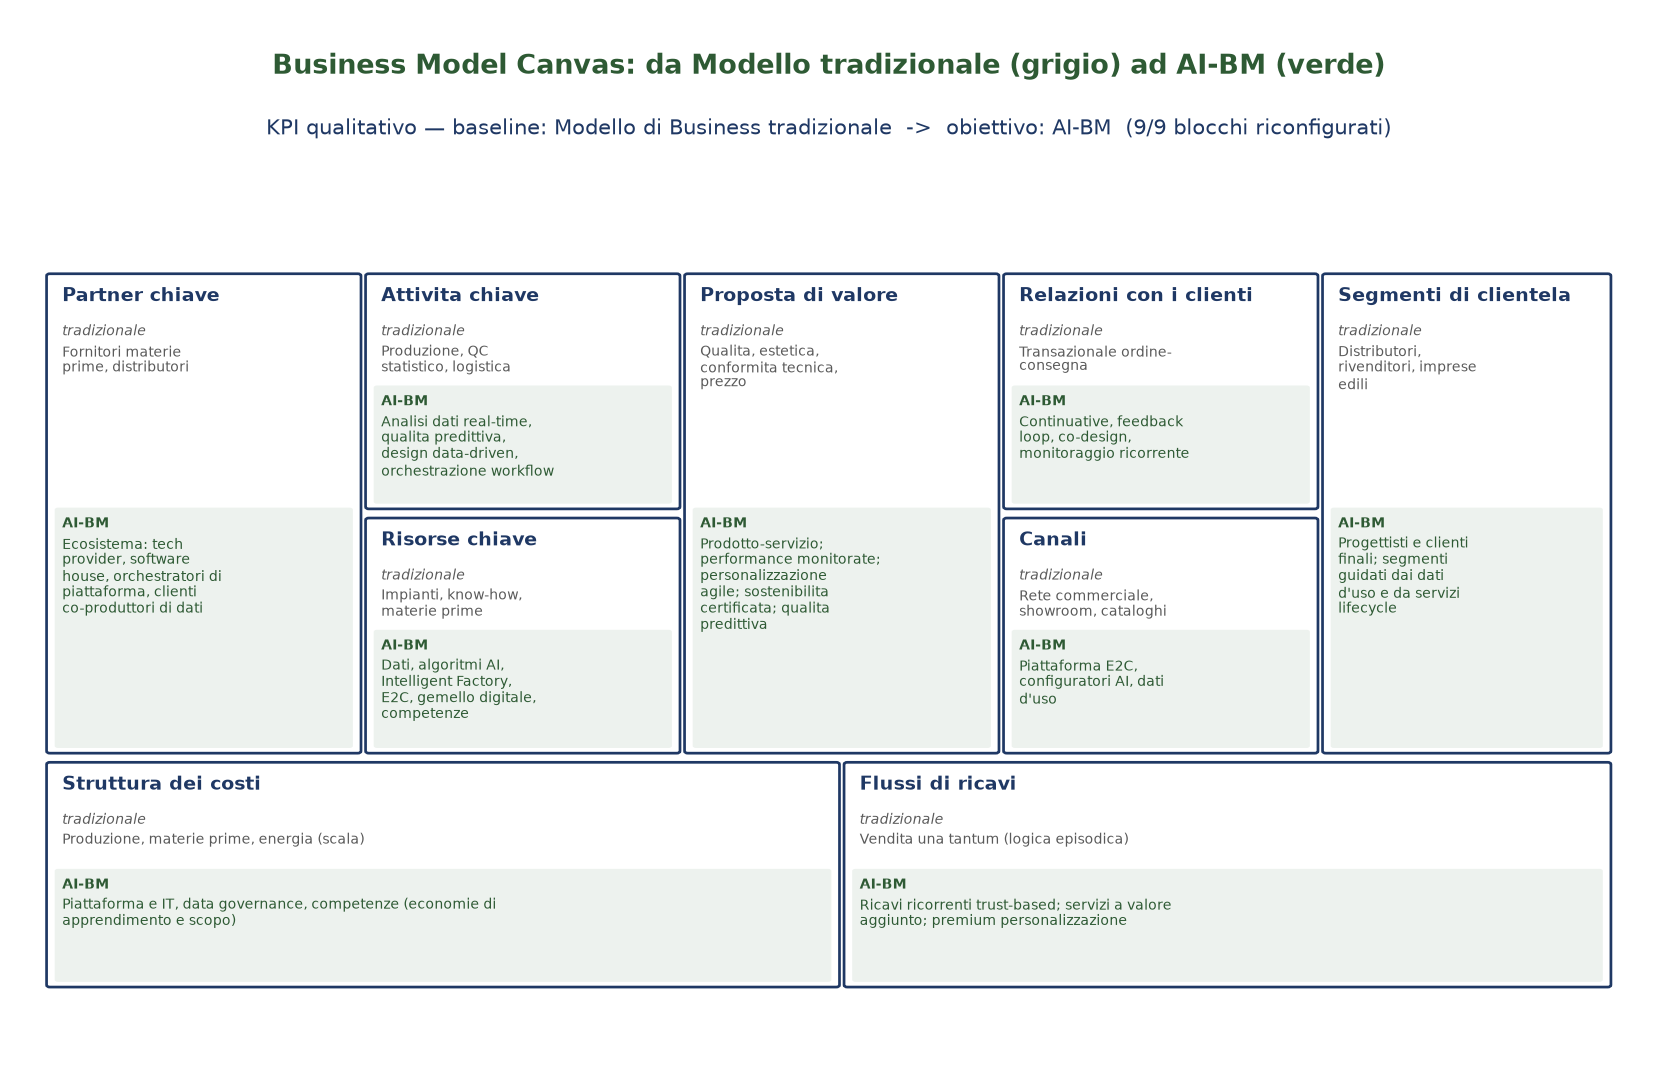 Business Model Canvas: da Modello tradizionale (grigio) ad AI-BM (verde)
KPI qualitativo — baseline: Modello di Business tradizionale -> obiettivo: AI-BM (9/9 blocchi riconfigurati)
Partner chiave
tradizionale
Fornitori materie
prime, distributori
AI-BM
Ecosistema: tech
provider, software
house, orchestratori di
piattaforma, clienti
co-produttori di dati
Attivita chiave
tradizionale
Produzione, QC
statistico, logistica
AI-BM
Analisi dati real-time,
qualita predittiva,
design data-driven,
orchestrazione workflow
Risorse chiave
tradizionale
Impianti, know-how,
materie prime
AI-BM
Dati, algoritmi AI,
Intelligent Factory,
E2C, gemello digitale,
competenze
Proposta di valore
tradizionale
Qualita, estetica,
conformita tecnica,
prezzo
AI-BM
Prodotto-servizio;
performance monitorate;
personalizzazione
agile; sostenibilita
certificata; qualita
predittiva
Relazioni con i clienti
tradizionale
Transazionale ordine-
consegna
AI-BM
Continuative, feedback
loop, co-design,
monitoraggio ricorrente
Canali
tradizionale
Rete commerciale,
showroom, cataloghi
AI-BM
Piattaforma E2C,
configuratori AI, dati
d'uso
Segmenti di clientela
tradizionale
Distributori,
rivenditori, imprese
edili
AI-BM
Progettisti e clienti
finali; segmenti
guidati dai dati
d'uso e da servizi
lifecycle
Struttura dei costi
tradizionale
Produzione, materie prime, energia (scala)
AI-BM
Piattaforma e IT, data governance, competenze (economie di
apprendimento e scopo)
Flussi di ricavi
tradizionale
Vendita una tantum (logica episodica)
AI-BM
Ricavi ricorrenti trust-based; servizi a valore
aggiunto; premium personalizzazione